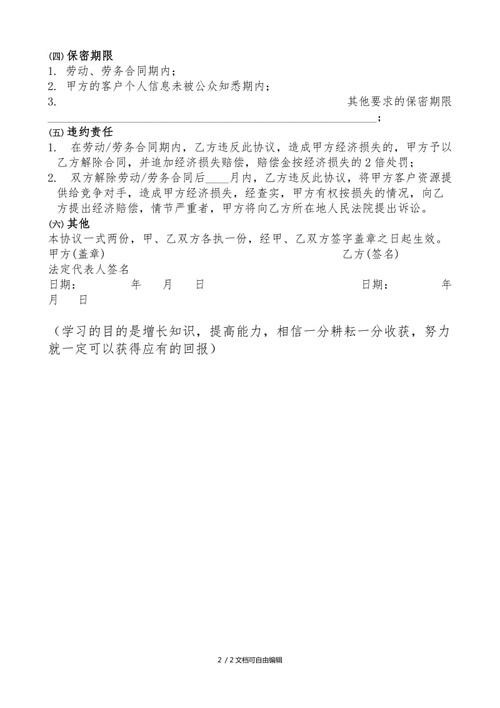 ㈣ 保密期限
1. 劳动、劳务合同期内；
2. 甲方的客户个人信息未被公众知悉期内；
3. 其他要求的保密期限
____________________________________________；
㈤ 违约责任
1. 在劳动/劳务合同期内，乙方违反此协议，造成甲方经济损失的，甲方予以
乙方解除合同，并追加经济损失赔偿，赔偿金按经济损失的 2 倍处罚；
2. 双方解除劳动/劳务合同后___月内，乙方违反此协议，将甲方客户资源提
供给竞争对手，造成甲方经济损失，经查实，甲方有权按损失的情况，向乙
方提出经济赔偿，情节严重者，甲方将向乙方所在地人民法院提出诉讼。
㈥ 其他
本协议一式两份，甲、乙双方各执一份，经甲、乙双方签字盖章之日起生效。
甲方(盖章) 乙方(签名)
法定代表人签名
日期： 年 月 日 日期： 年
月 日
（学习的目的是增长知识，提高能力，相信一分耕耘一分收获，努力
就一定可以获得应有的回报）
2 / 2文档可自由编辑